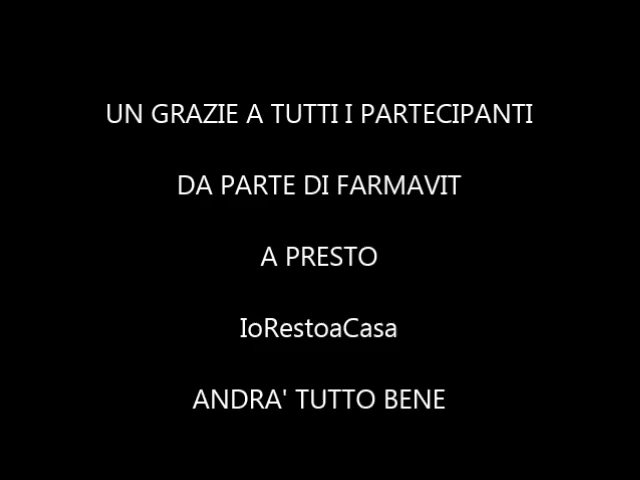 UN GRAZIE A TUTTI I PARTECIPANTI
DA PARTE DI FARMAVIT
A PRESTO
IoRestoaCasa
ANDRA' TUTTO BENE